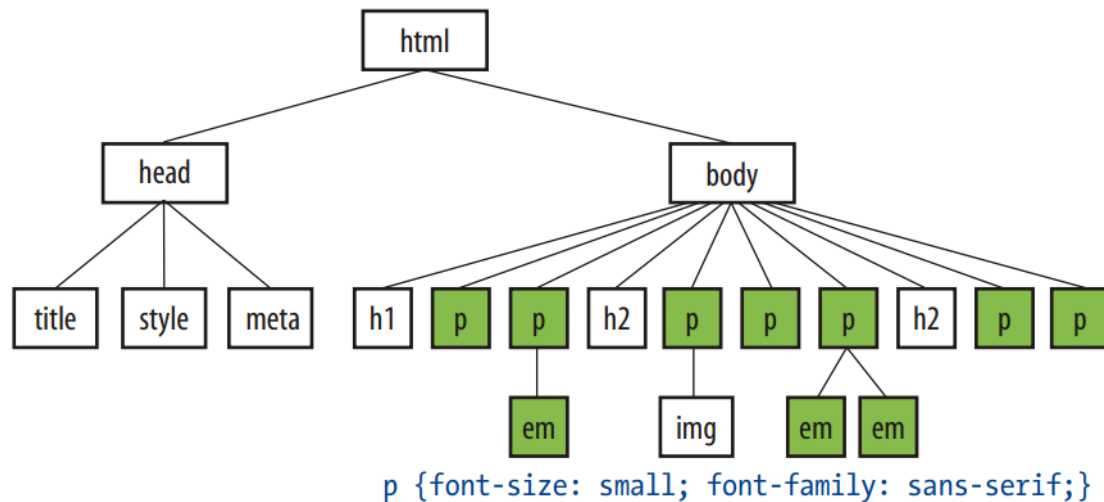 html
head body
title style meta h1 p p h2 p p p h2 p p
em img em em
p {font-size: small; font-family: sans-serif;}